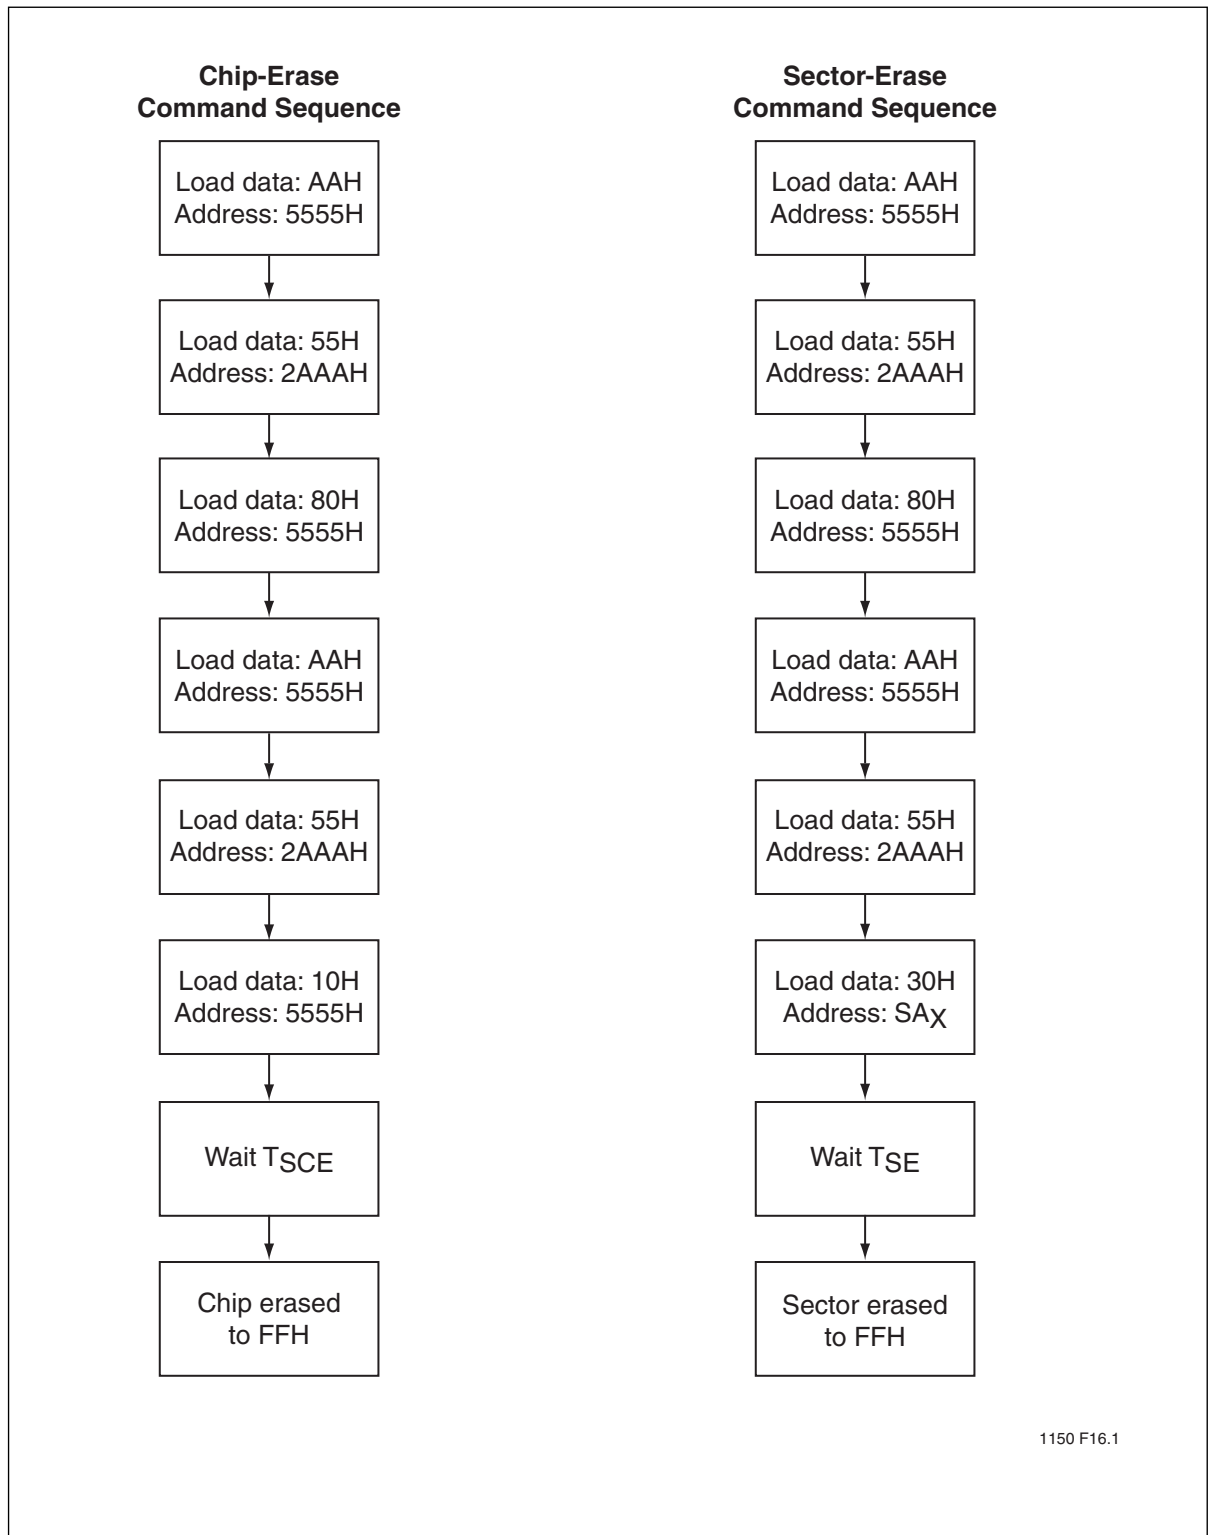 Chip-Erase
Command Sequence
Load data: AAH
Address: 5555H
Load data: 55H
Address: 2AAAH
Load data: 80H
Address: 5555H
Load data: AAH
Address: 5555H
Load data: 55H
Address: 2AAAH
Load data: 10H
Address: 5555H
Wait TSCE
Chip erased
to FFH
Sector-Erase
Command Sequence
Load data: AAH
Address: 5555H
Load data: 55H
Address: 2AAAH
Load data: 80H
Address: 5555H
Load data: AAH
Address: 5555H
Load data: 55H
Address: 2AAAH
Load data: 30H
Address: SAX
Wait TSE
Sector erased
to FFH
1150 F16.1